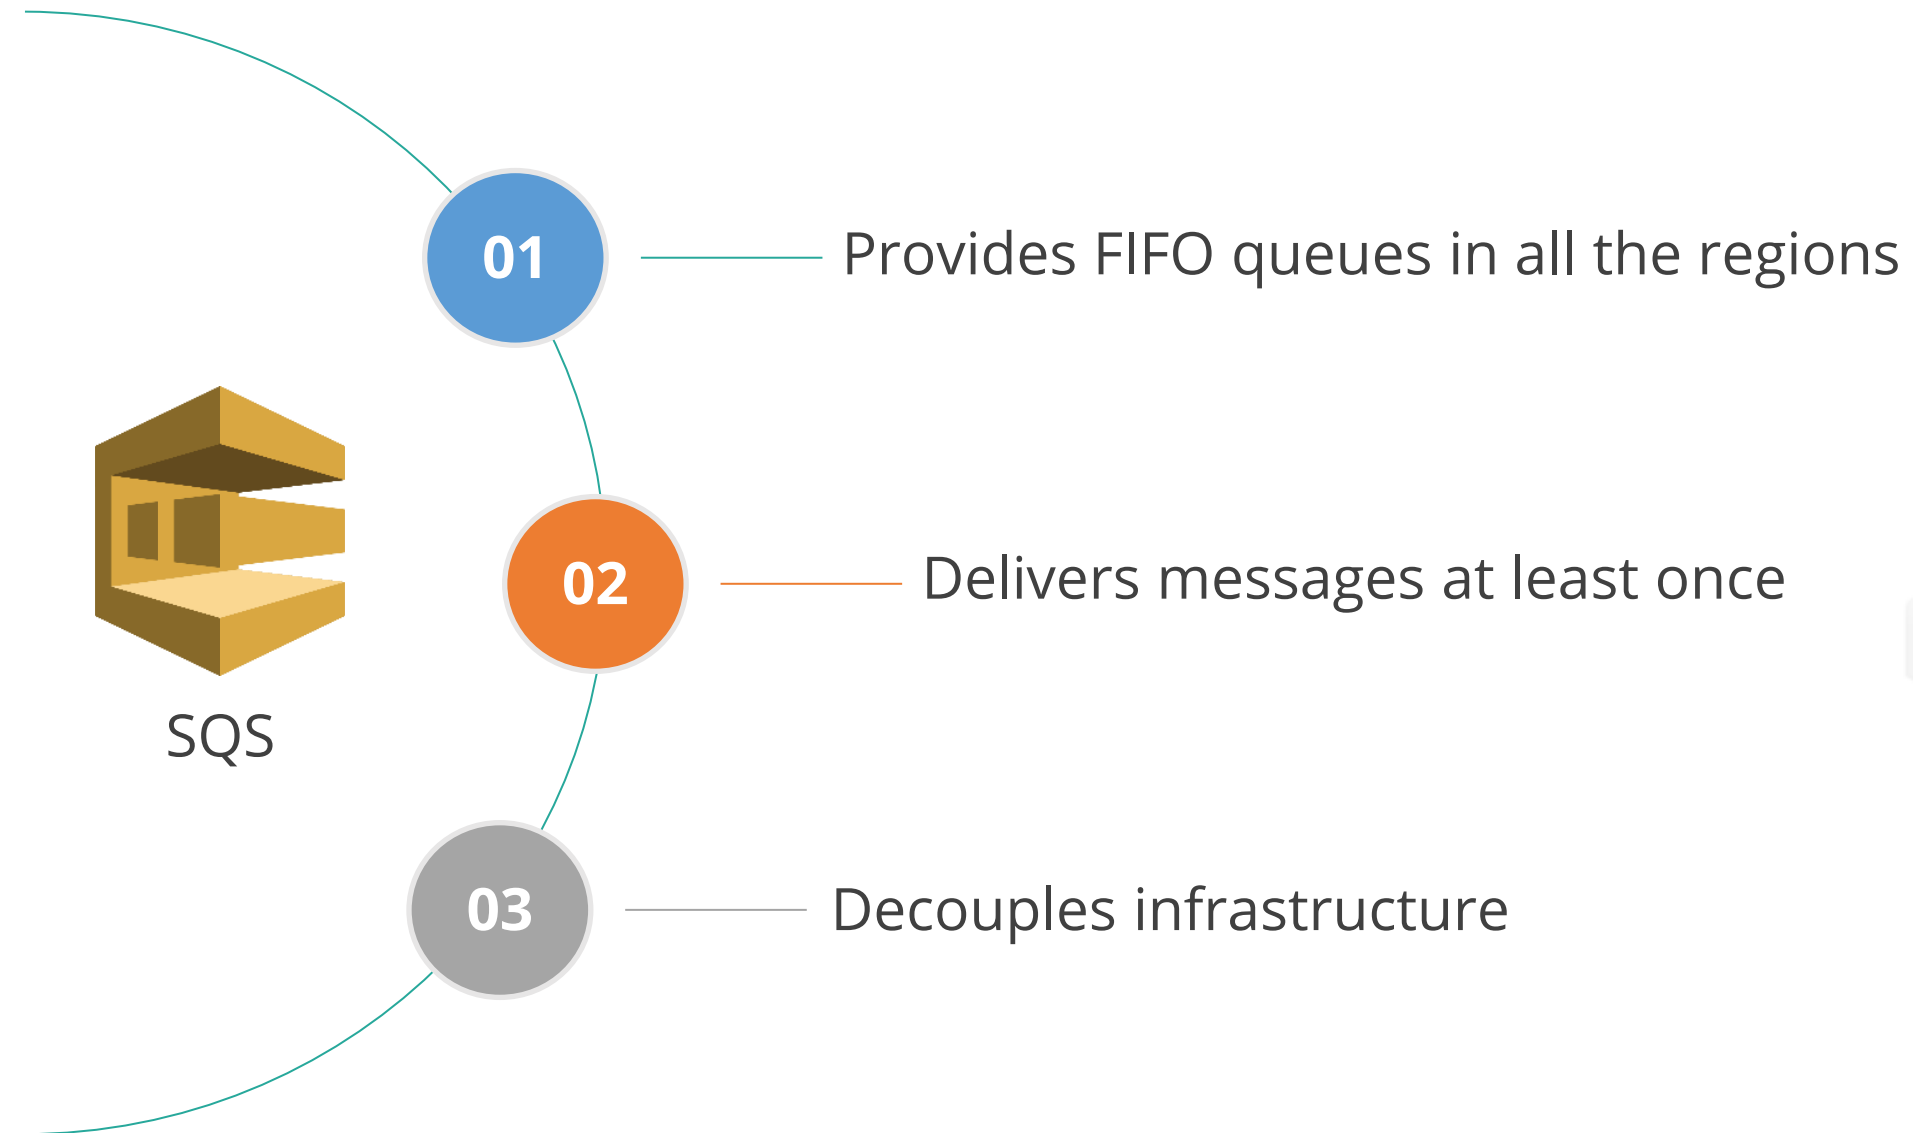 01
Provides FIFO queues in all the regions
02
Delivers messages at least once
SQS
03
Decouples infrastructure